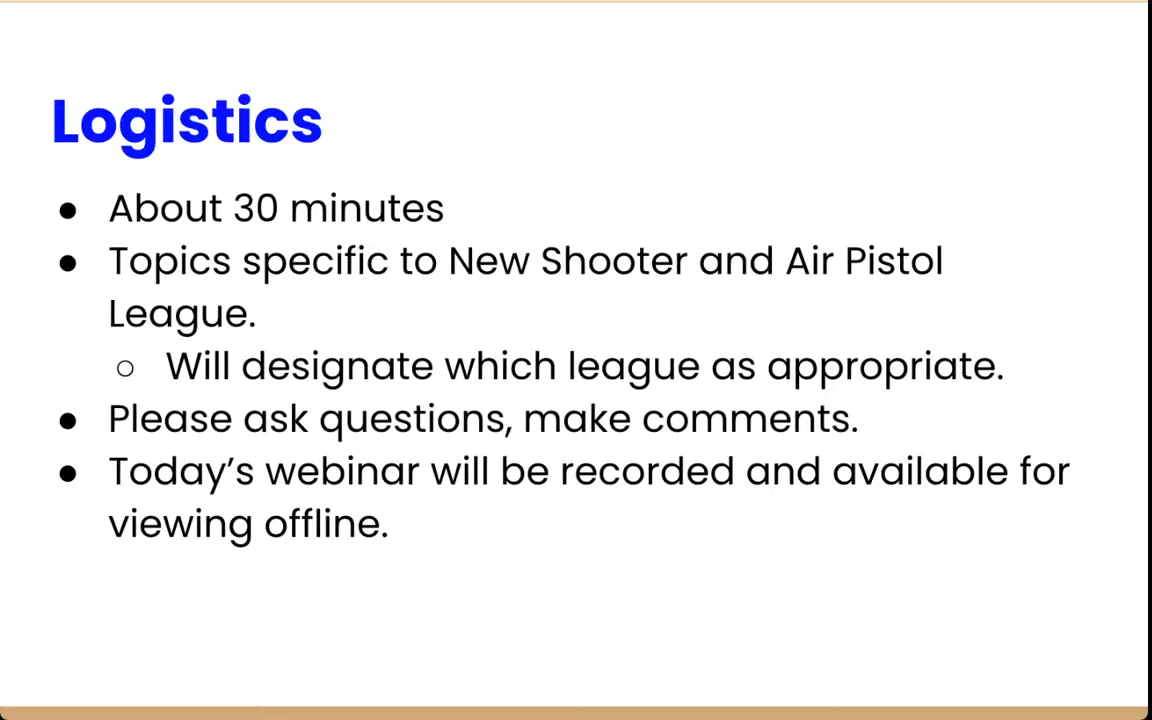 Logistics
● About 30 minutes
● Topics specific to New Shooter and Air Pistol
League.
○ Will designate which league as appropriate.
● Please ask questions, make comments.
● Today’s webinar will be recorded and available for
viewing offline.